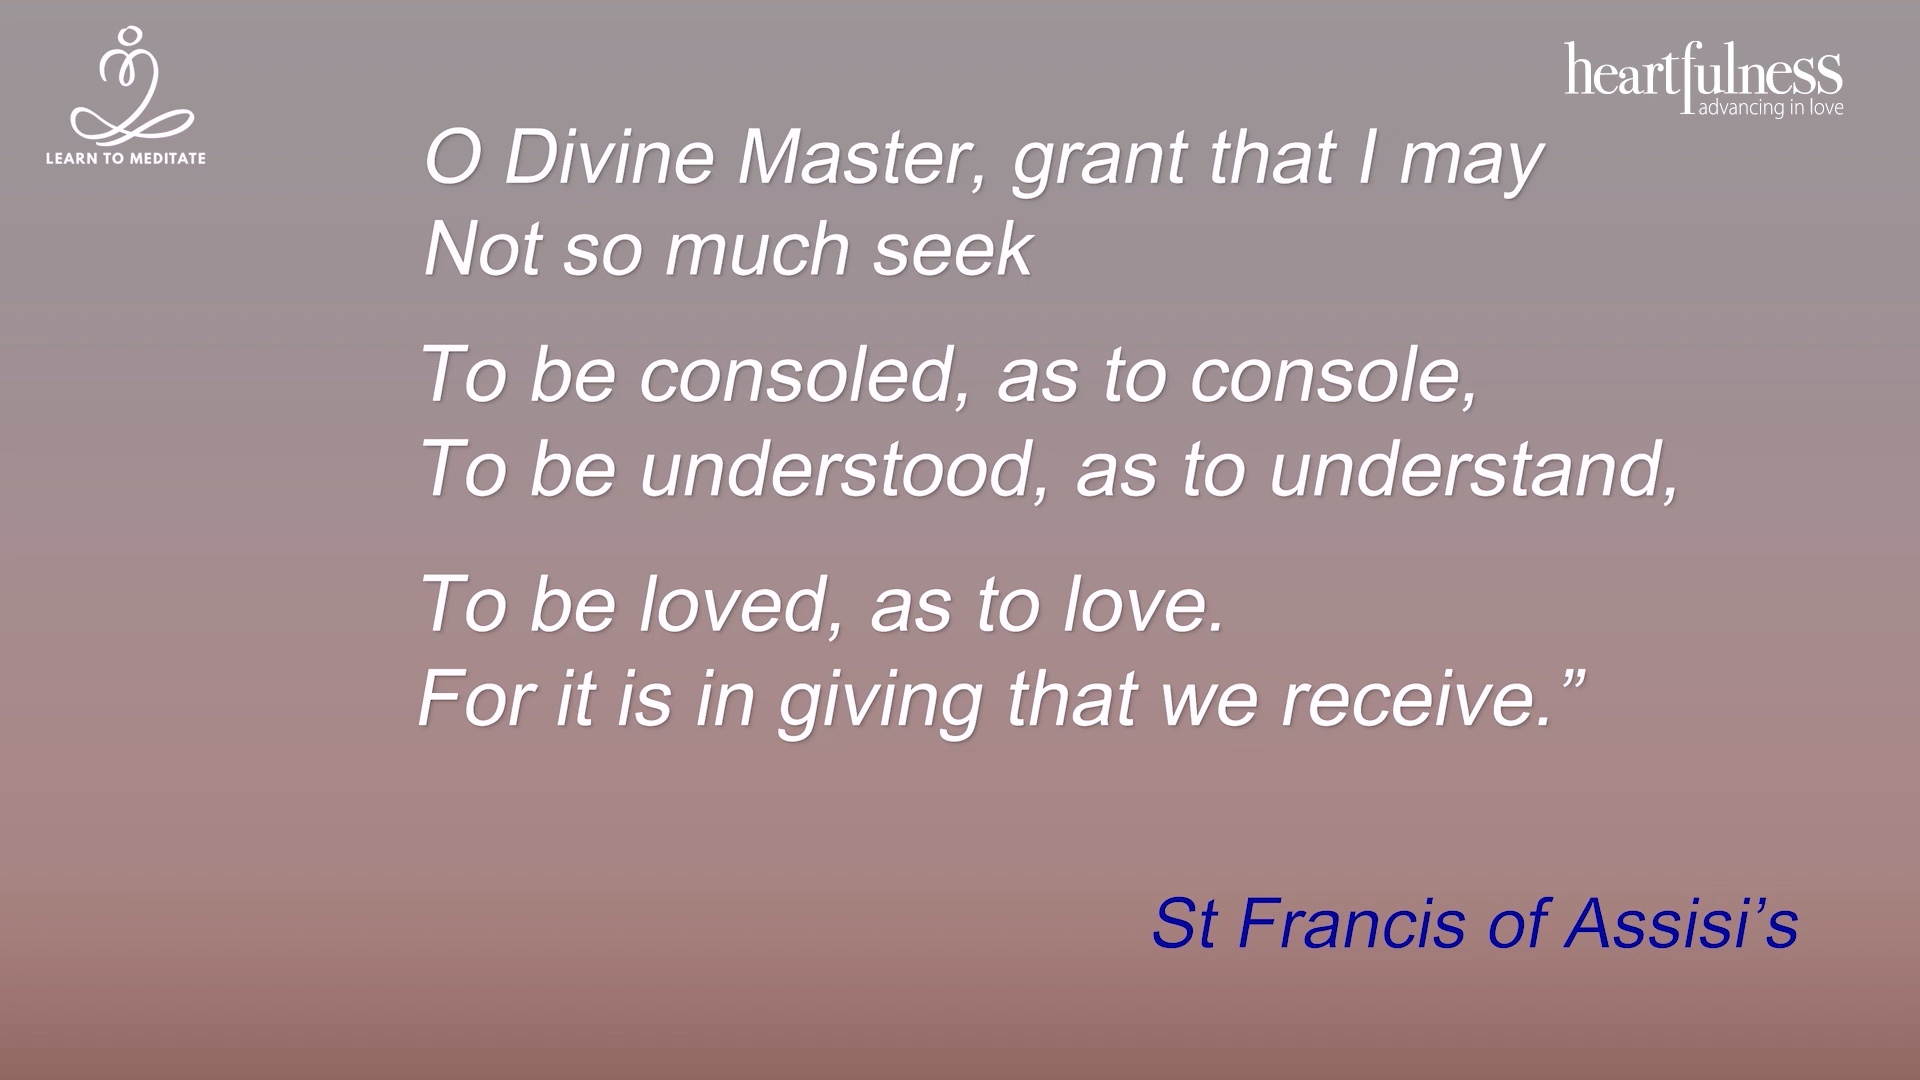 LEARN TO MEDITATE
heartfulness
advancing in love
O Divine Master, grant that I may
Not so much seek
To be consoled, as to console,
To be understood, as to understand,
To be loved, as to love.
For it is in giving that we receive.”
St Francis of Assisi’s